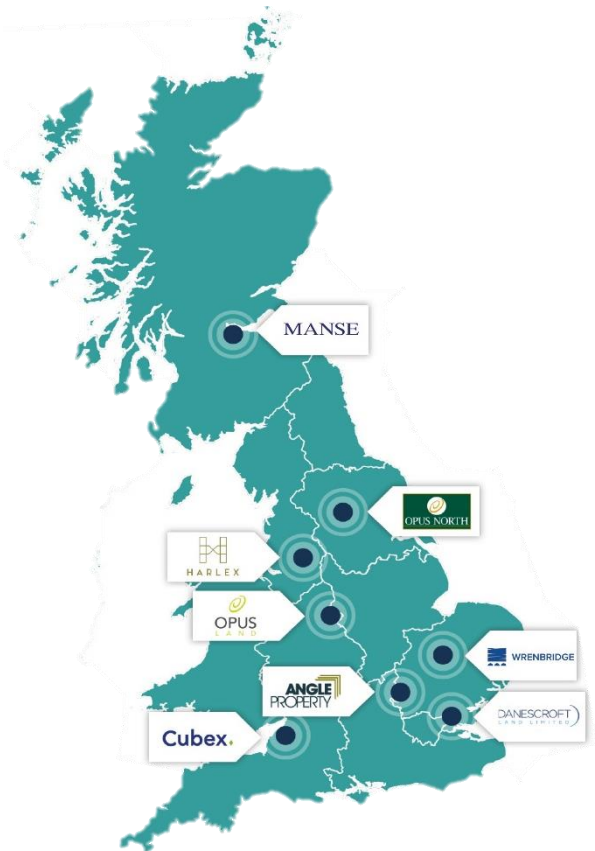 MANSE
OPUS NORTH
HARLEX
OPUS
LAND
WRENBRIDGE
ANGLE
PROPERTY
DANESCROFT
LAND LIMITED
Cubex.